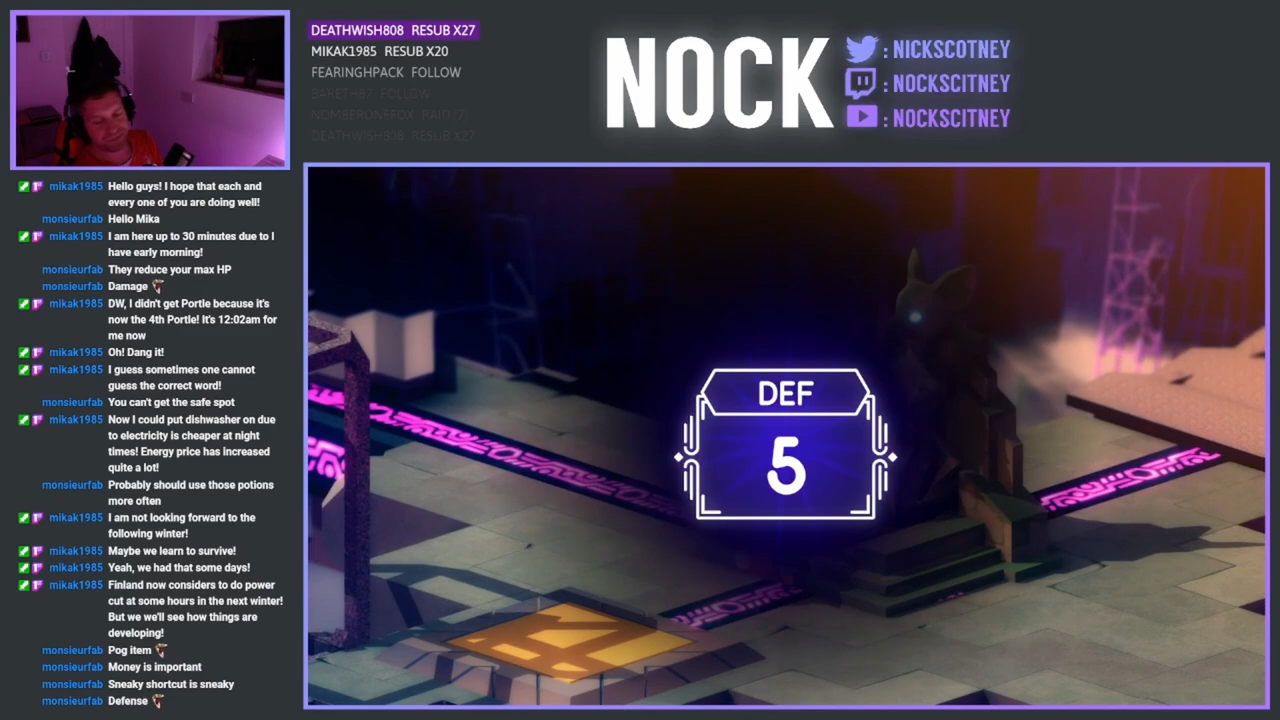 DEATHWISH808 RESUB X27
MIKAK1985 RESUB X20
FEARINGHPACK FOLLOW
BARETH87 FOLLOW
NOMBERONEFOX RAID (7)
DEATHWISH808 RESUB X27
NOCK
: NICKSCOTNEY
: NOCKSCITNEY
: NOCKSCITNEY
mikak1985 Hello guys! I hope that each and
every one of you are doing well!
monsieurfab Hello Mika
mikak1985 I am here up to 30 minutes due to I
have early morning!
monsieurfab They reduce your max HP
monsieurfab Damage
mikak1985 DW, I didn't get Portle because it's
now the 4th Portle! It's 12:02am for
me now
mikak1985 Oh! Dang it!
mikak1985 I guess sometimes one cannot
guess the correct word!
monsieurfab You can't get the safe spot
mikak1985 Now I could put dishwasher on due
to electricity is cheaper at night
times! Energy price has increased
quite a lot!
monsieurfab Probably should use those potions
more often
mikak1985 I am not looking forward to the
following winter!
mikak1985 Maybe we learn to survive!
mikak1985 Yeah, we had that some days!
mikak1985 Finland now considers to do power
cut at some hours in the next winter!
But we we'll see how things are
developing!
monsieurfab Pog item
monsieurfab Money is important
monsieurfab Sneaky shortcut is sneaky
monsieurfab Defense
DEF
5